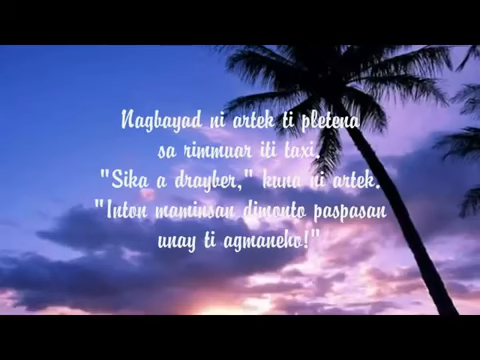 Nagbayad ni artek ti pletena
sa rimmuar iti taxi.
"Sika a drayber," kuna ni artek.
"Inton maminsan dimonto paspasan
unay ti agmaneho!"